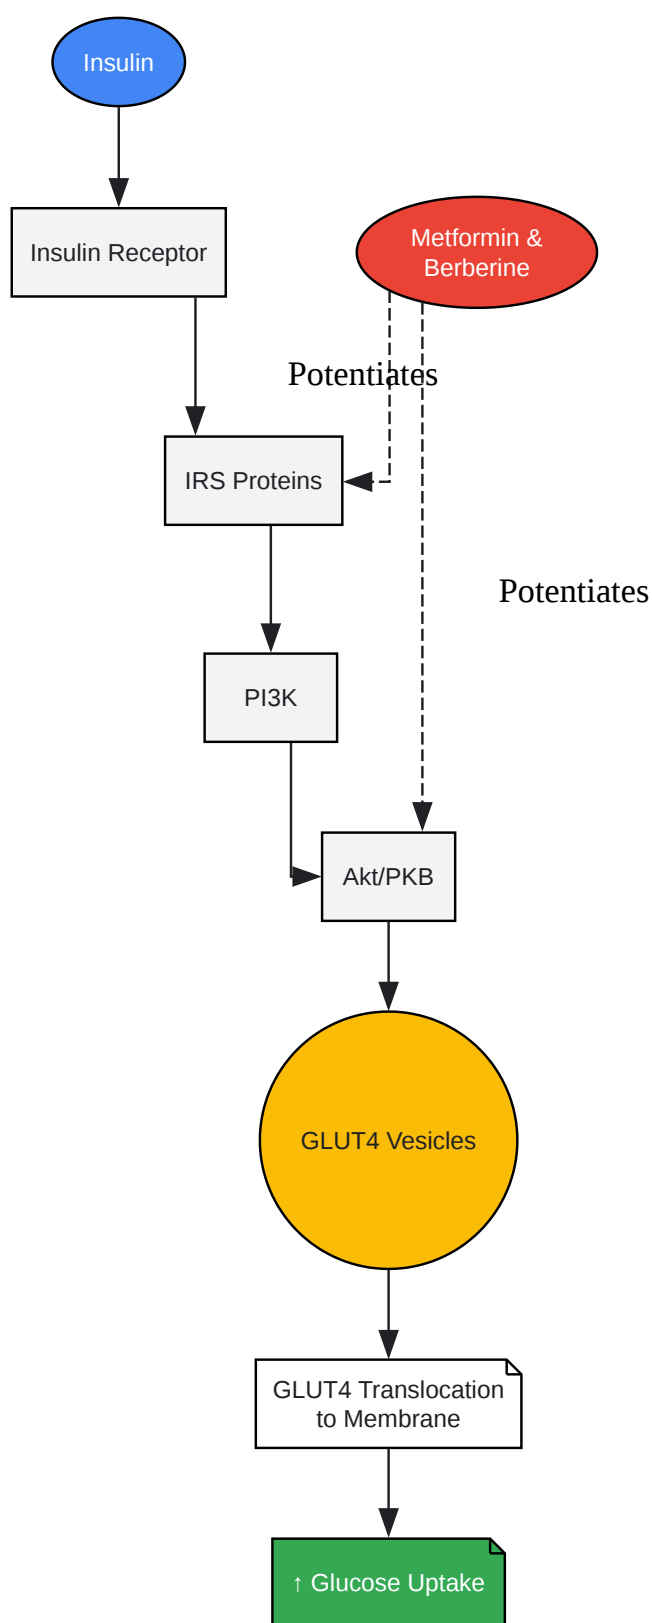 Insulin
Insulin Receptor
Metformin &
Berberine
Potentiates
IRS Proteins
Potentiates
PI3K
Akt/PKB
GLUT4 Vesicles
GLUT4 Translocation
to Membrane
↑ Glucose Uptake